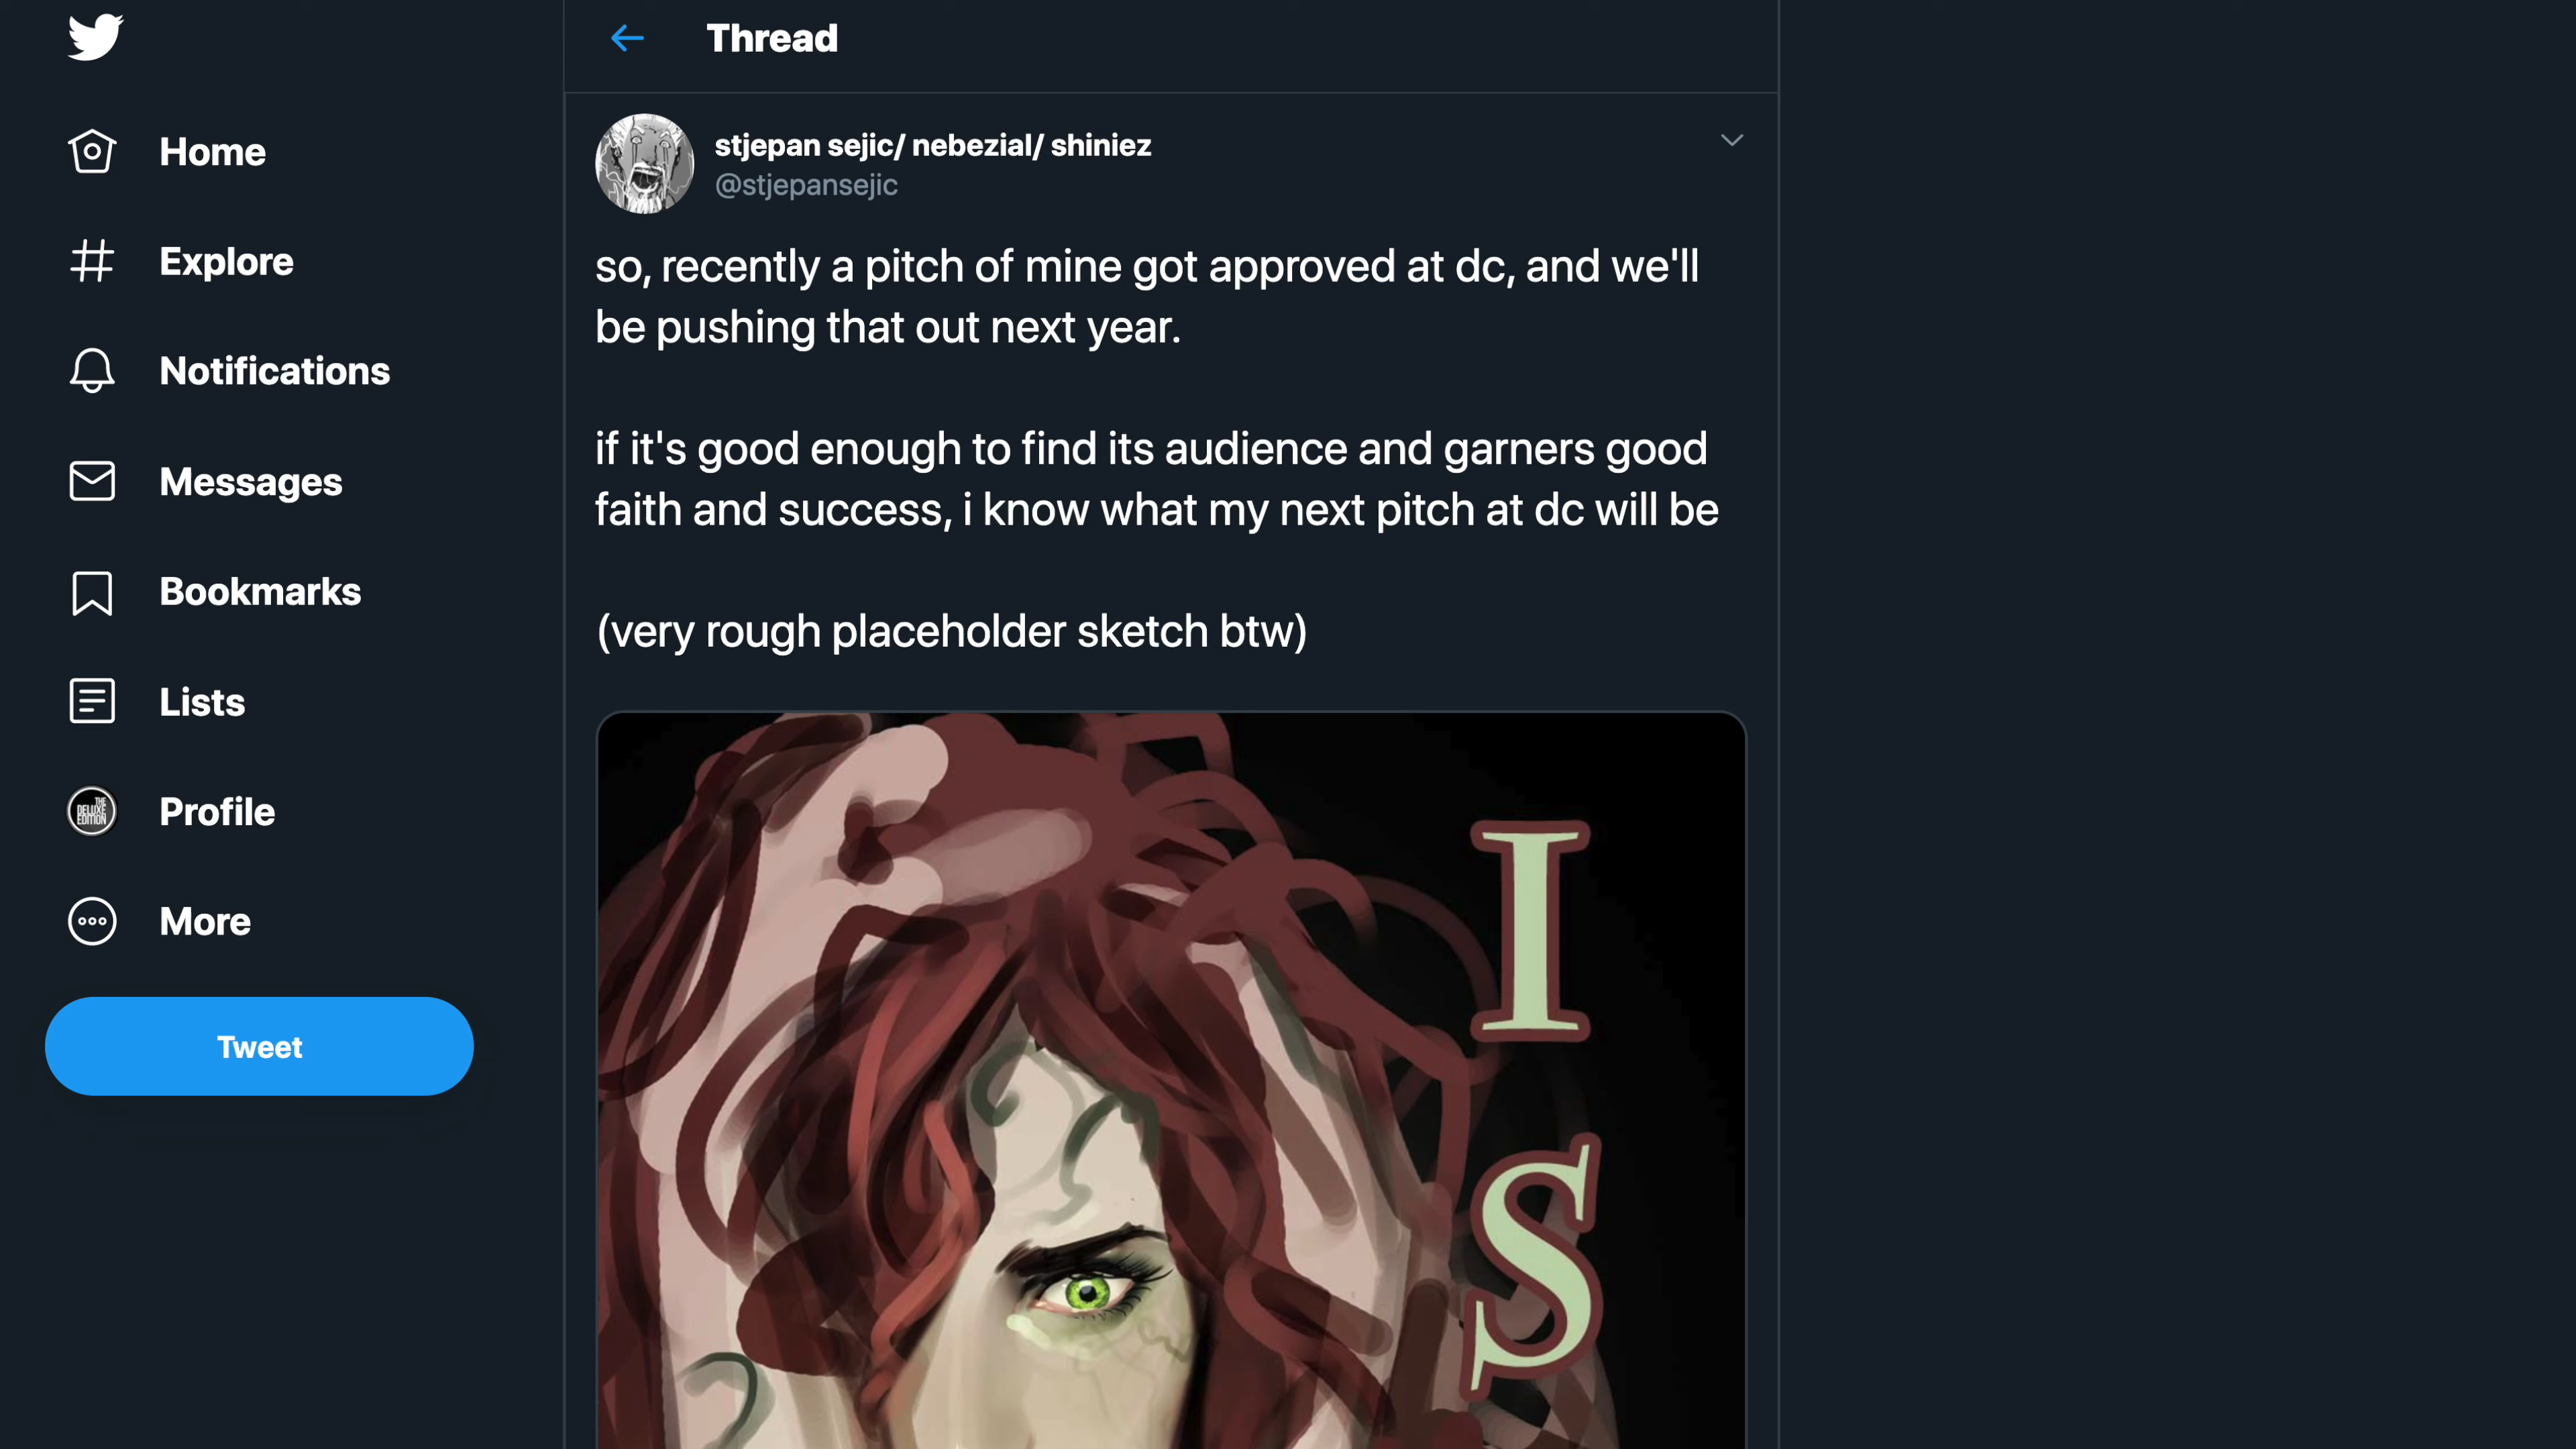 Thread
Home
Explore
Notifications
Messages
Bookmarks
Lists
THE
DELUXE
EDITION
Profile
More
Tweet
stjepan sejic/ nebezial/ shiniez
@stjepansejic
so, recently a pitch of mine got approved at dc, and we'll
be pushing that out next year.
if it's good enough to find its audience and garners good
faith and success, i know what my next pitch at dc will be
(very rough placeholder sketch btw)
I
S